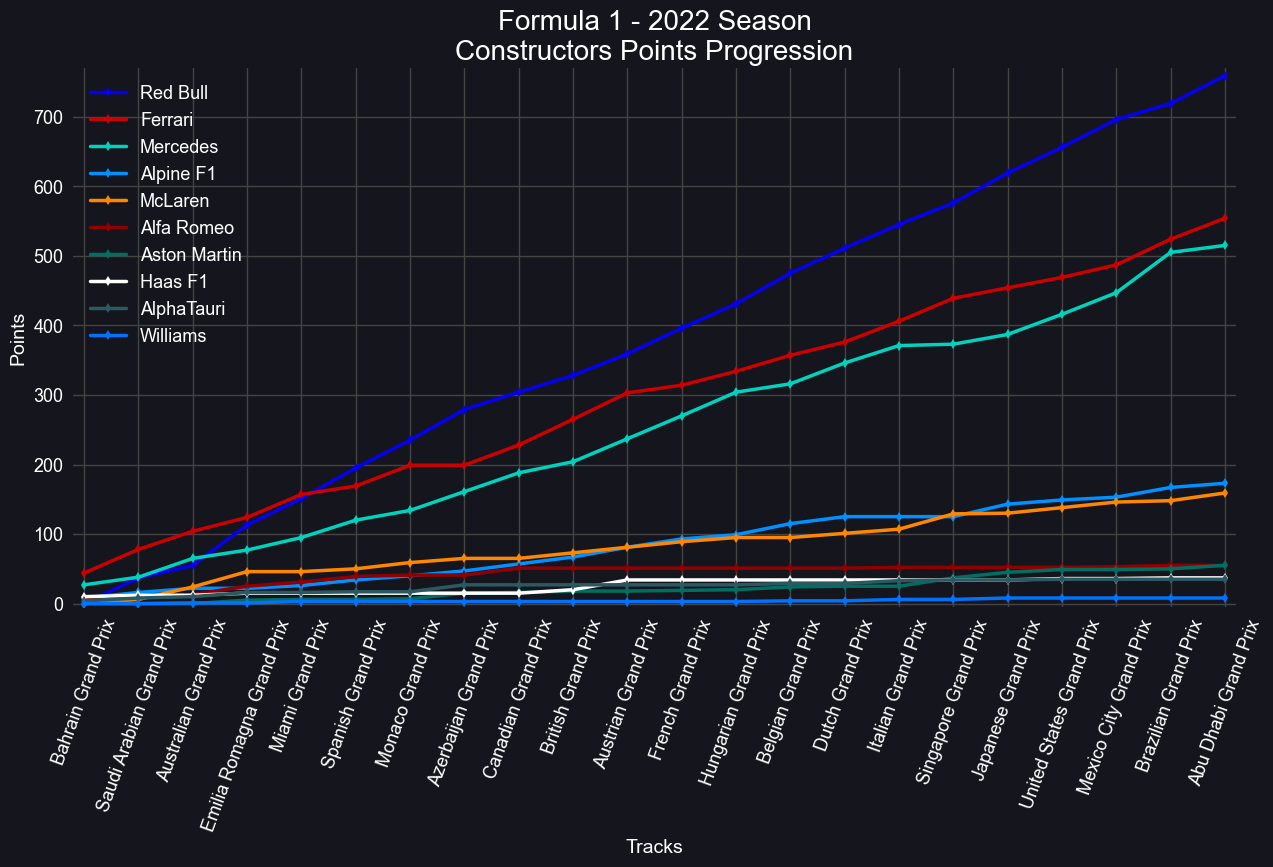 Formula 1 - 2022 Season
Constructors Points Progression
Red Bull
Ferrari
Mercedes
Alpine F1
McLaren
Alfa Romeo
Aston Martin
Haas F1
AlphaTauri
Williams
Points
700
600
500
400
300
200
100
0
Bahrain Grand Prix
Saudi Arabian Grand Prix
Australian Grand Prix
Emilia Romagna Grand Prix
Miami Grand Prix
Spanish Grand Prix
Monaco Grand Prix
Azerbaijan Grand Prix
Canadian Grand Prix
British Grand Prix
Austrian Grand Prix
French Grand Prix
Hungarian Grand Prix
Belgian Grand Prix
Dutch Grand Prix
Italian Grand Prix
Singapore Grand Prix
Japanese Grand Prix
United States Grand Prix
Mexico City Grand Prix
Brazilian Grand Prix
Abu Dhabi Grand Prix
Tracks